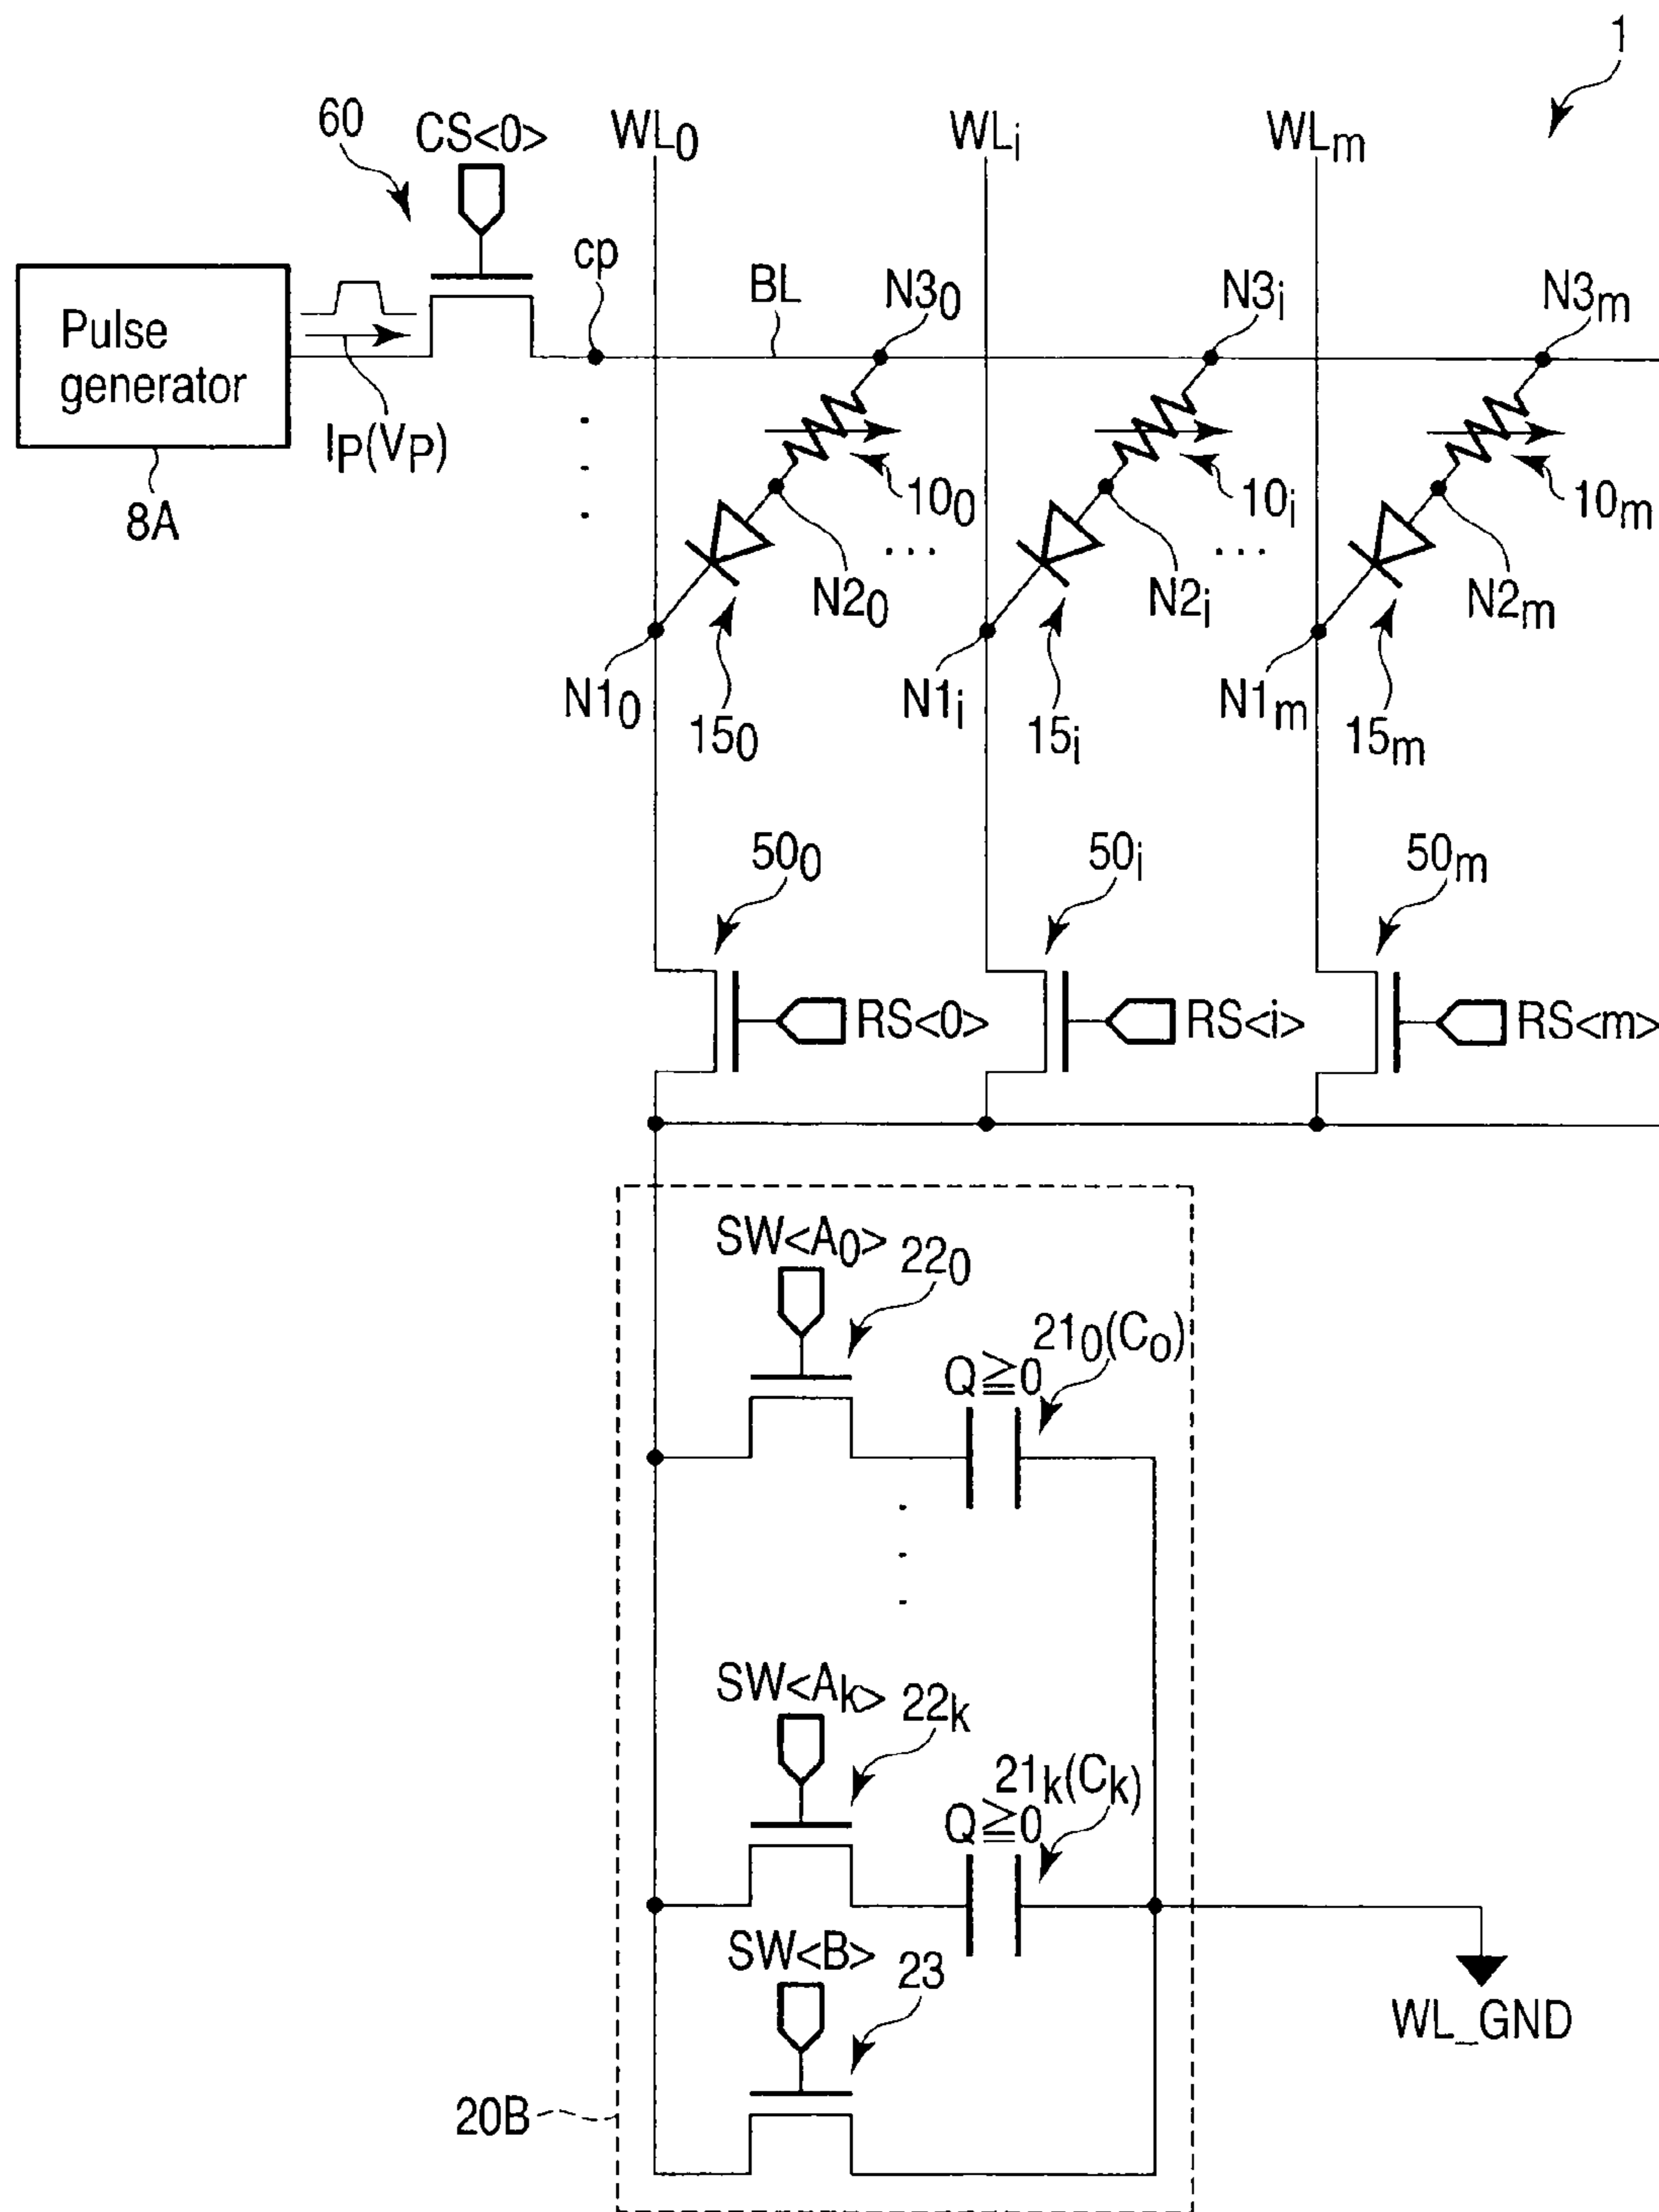 1
60
CS<0>
WL0
WLi
WLm
cp
BL
N30
N3i
N3m
Pulse
generator
IP(VP)
8A
100
10i
10m
...
...
N20
N2i
N2m
N10
N1i
N1m
150
15i
15m
500
50i
50m
RS<0>
RS<i>
RS<m>
SW<A0>
220
210(Co)
Q≧0
SW<Ak>
22k
21k(Ck)
Q≧0
SW<B>
23
WL_GND
20B